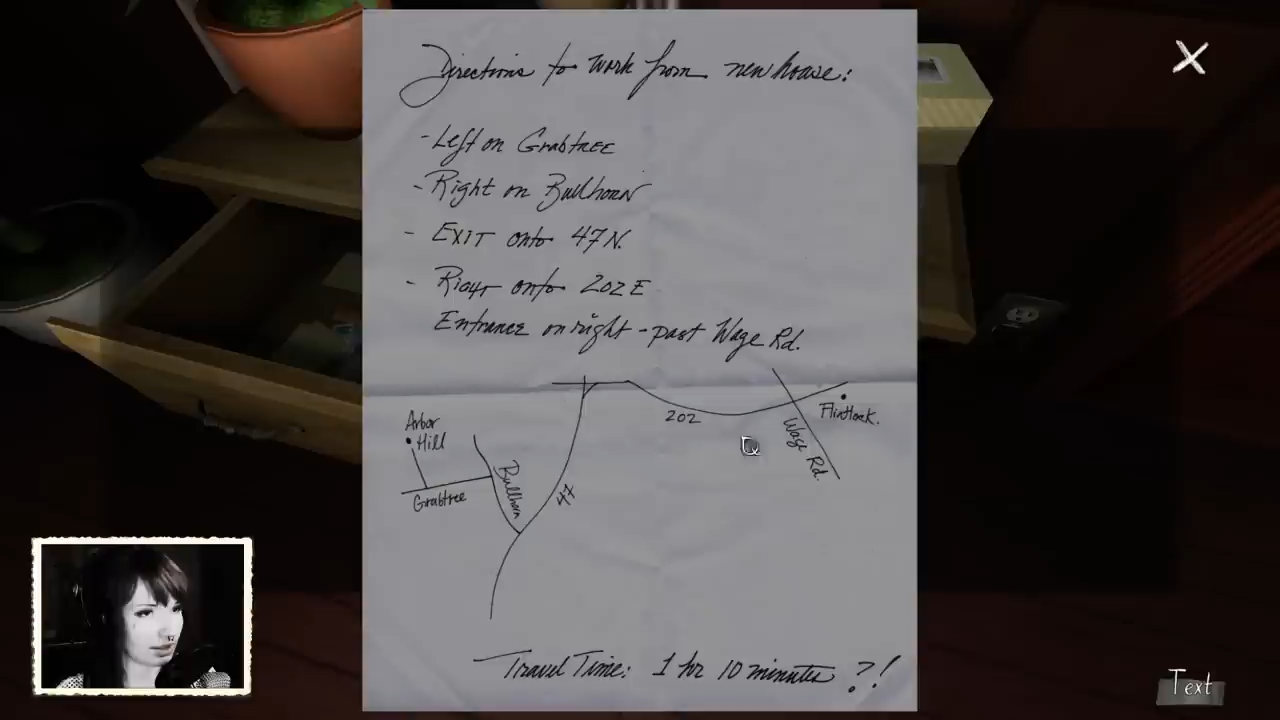 Directions to work from new house:
- Left on Grabtree
- Right on Bullhorn
- Exit onto 47N.
- Right onto 202E
Entrance on right - past Wage Rd.
Arbor
Hill
Grabtree
Bullhorn
47
202
Wage Rd.
Flintlock.
Travel Time: 1 hr 10 minutes ?!
Text